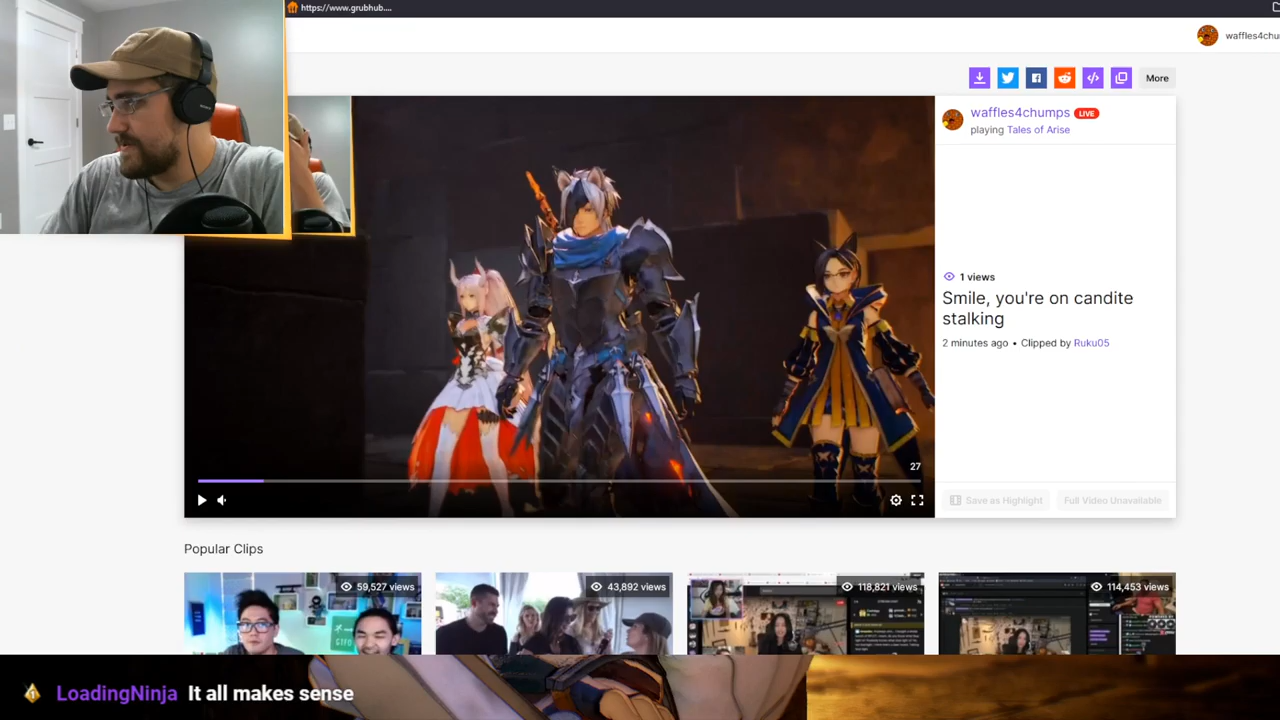 https://www.grubhub....
waffles4chu
More
waffles4chumps LIVE
playing Tales of Arise
1 views
Smile, you're on candite
stalking
2 minutes ago • Clipped by Ruku05
27
Save as Highlight Full Video Unavailable
Popular Clips
59,527 views
43,892 views
118,821 views
114,453 views
LoadingNinja It all makes sense